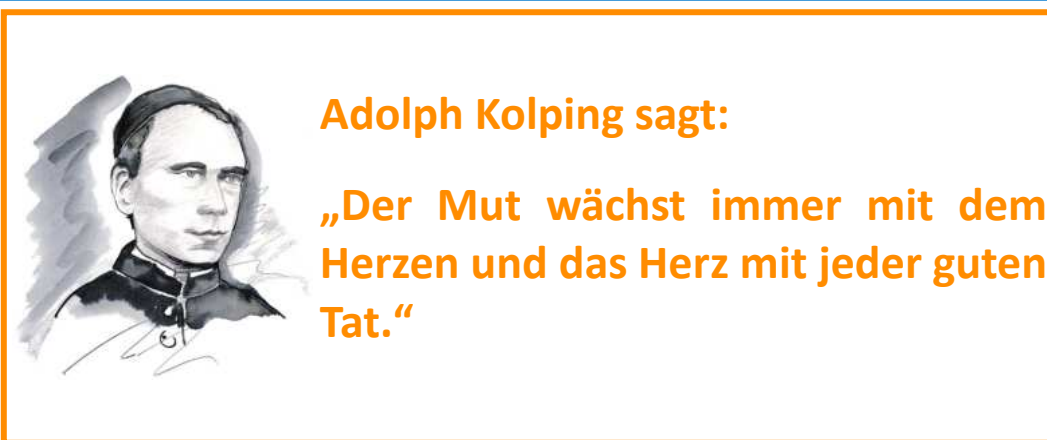 Adolph Kolping sagt:
„Der Mut wächst immer mit dem
Herzen und das Herz mit jeder guten
Tat.“